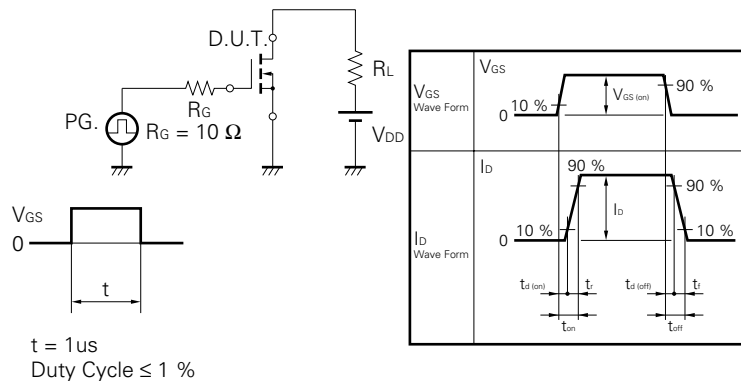 D.U.T.
RL
RG
PG.
RG = 10 Ω
VDD
VGS
0
t
t = 1us
Duty Cycle ≤ 1 %
VGS
Wave Form
VGS
10 %
90 %
VGS (on)
0
ID
Wave Form
ID
90 %
90 %
10 %
ID
10 %
0
td (on)
tr
td (off)
tf
ton
toff